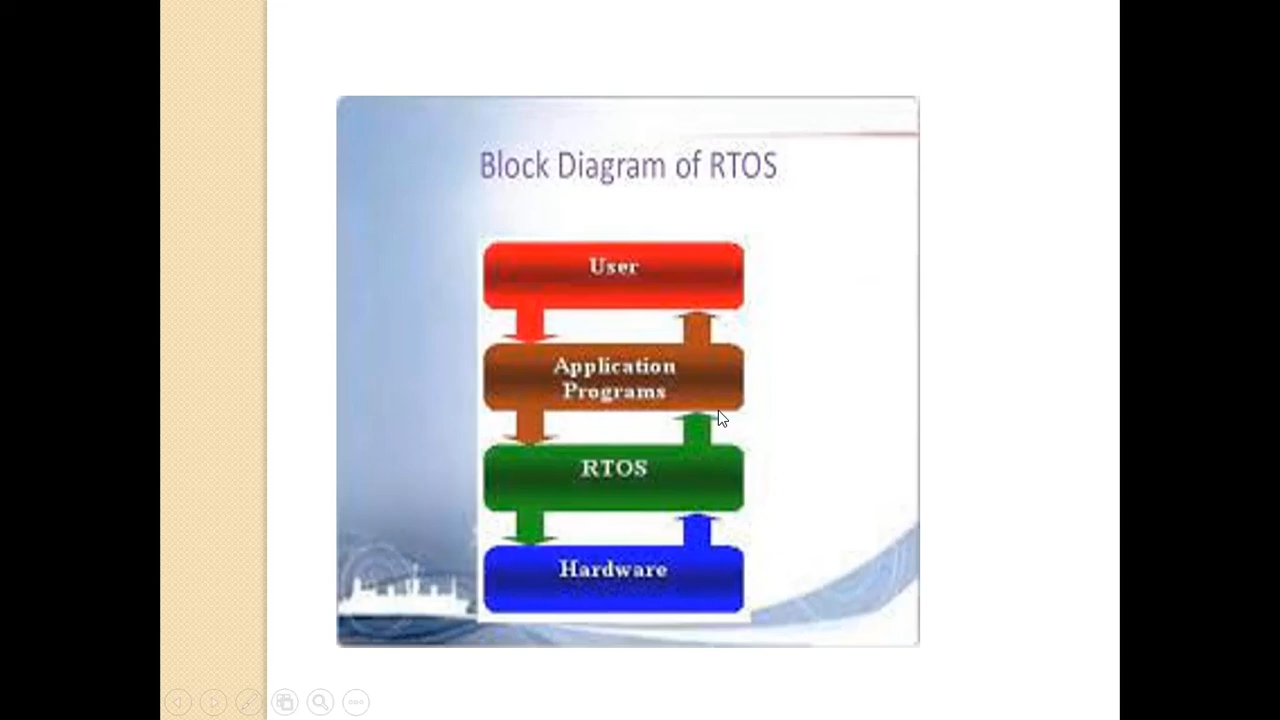 Block Diagram of RTOS
User
Application
Programs
RTOS
Hardware